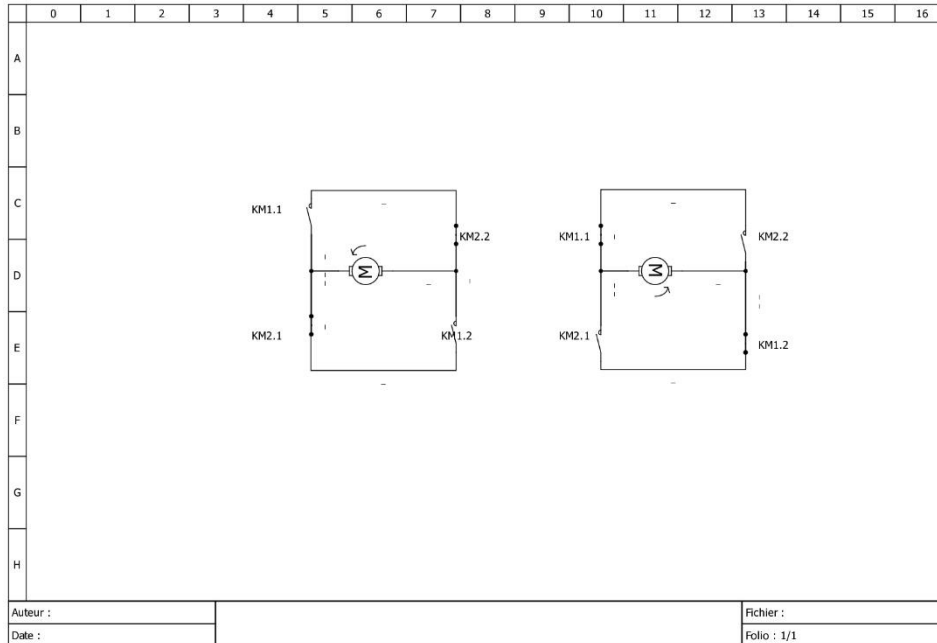 0 1 2 3 4 5 6 7 8 9 10 11 12 13 14 15 16
A
B
C
D
E
F
G
H
KM1.1
KM2.2
M
KM2.1
KM1.2
KM1.1
KM2.2
M
KM2.1
KM1.2
Auteur :
Date :
Fichier :
Folio : 1/1